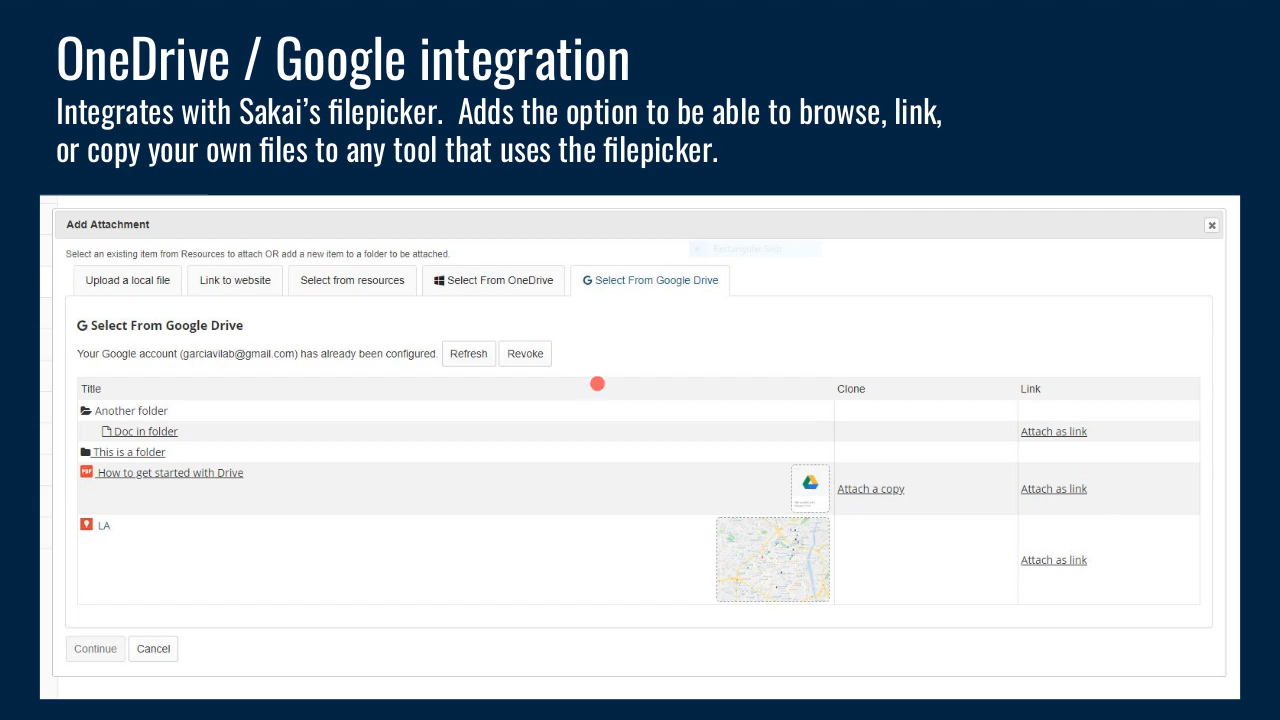 OneDrive / Google integration
Integrates with Sakai’s filepicker.  Adds the option to be able to browse, link,
or copy your own files to any tool that uses the filepicker.
Add Attachment
Select an existing item from Resources to attach OR add a new item to a folder to be attached.
Rectangular Snip
Upload a local file
Link to website
Select from resources
Select From OneDrive
Select From Google Drive
Select From Google Drive
Your Google account (garciavilab@gmail.com) has already been configured. Refresh Revoke
Title Clone Link
Another folder
Doc in folder Attach as link
This is a folder
PDF How to get started with Drive Attach a copy Attach as link
LA
Attach as link
Continue Cancel